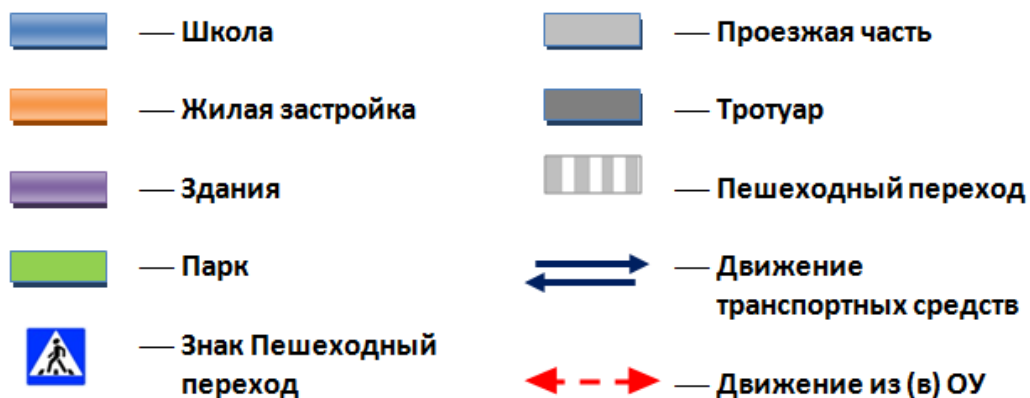 — Школа
— Жилая застройка
— Здания
— Парк
— Знак Пешеходный
переход
— Проезжая часть
— Тротуар
— Пешеходный переход
— Движение
транспортных средств
— Движение из (в) ОУ